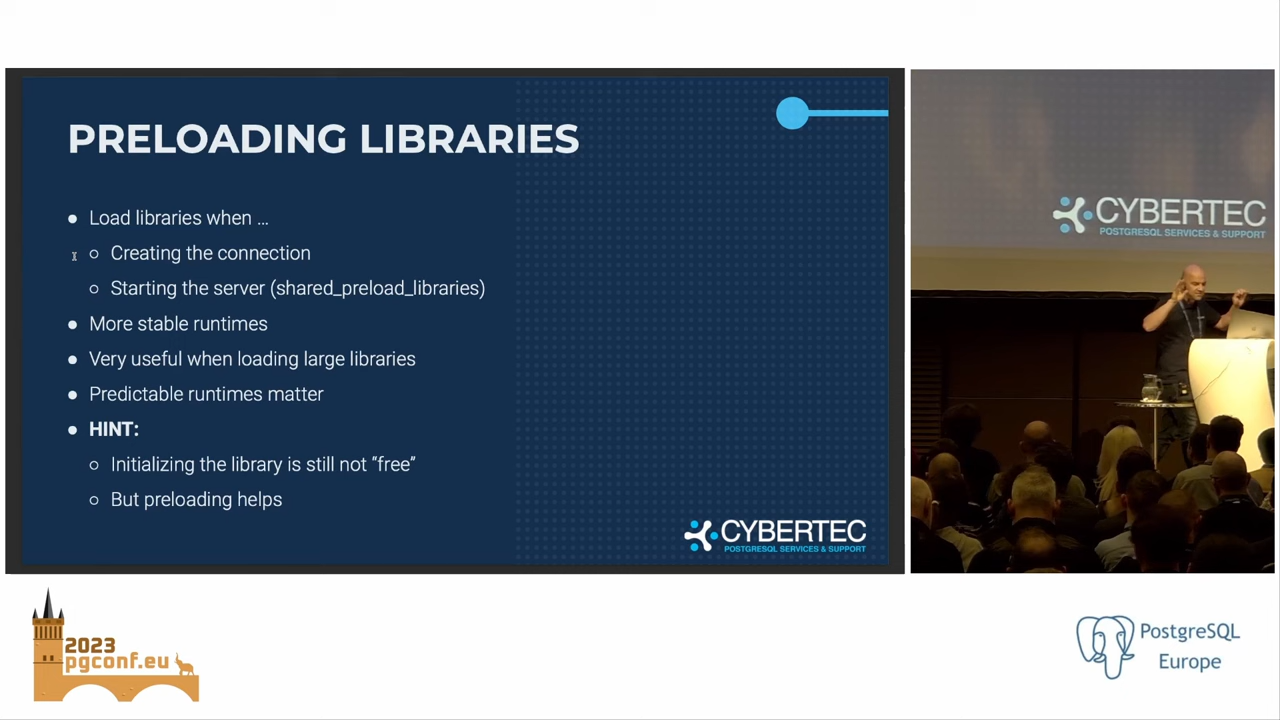 PRELOADING LIBRARIES
● Load libraries when ...
○ Creating the connection
○ Starting the server (shared_preload_libraries)
● More stable runtimes
● Very useful when loading large libraries
● Predictable runtimes matter
● HINT:
○ Initializing the library is still not “free”
○ But preloading helps
CYBERTEC
POSTGRESQL SERVICES & SUPPORT
CYBERTEC
POSTGRESQL SERVICES & SUPPORT
2023
pgconf.eu
PostgreSQL
Europe